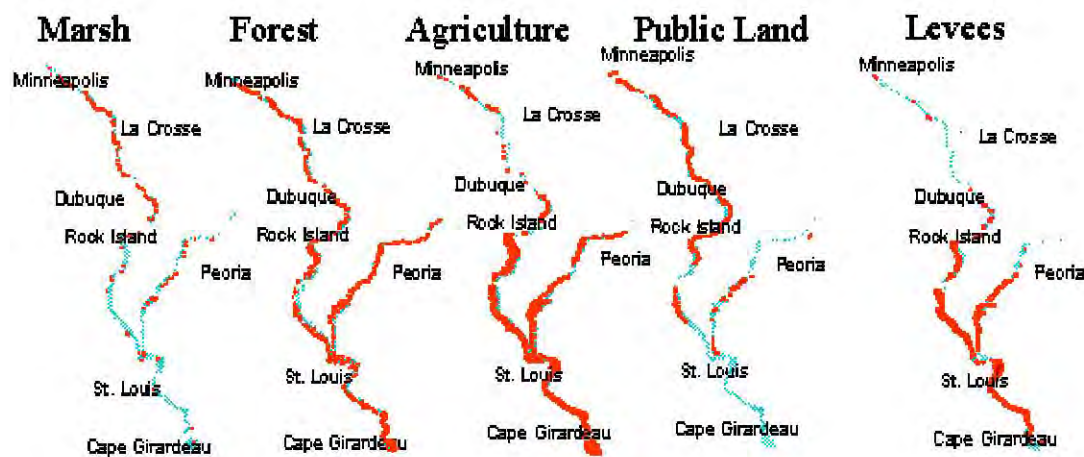 Marsh
Minneapolis
La Crosse
Dubuque
Rock Island
Peoria
St. Louis
Cape Girardeau
Forest
Minneapolis
La Crosse
Dubuque
Rock Island
Peoria
St. Louis
Cape Girardeau
Agriculture
Minneapolis
La Crosse
Dubuque
Rock Island
Peoria
St. Louis
Cape Girardeau
Public Land
Minneapolis
La Crosse
Dubuque
Rock Island
Peoria
St. Louis
Cape Girardeau
Levees
Minneapolis
La Crosse
Dubuque
Rock Island
Peoria
St. Louis
Cape Girardeau